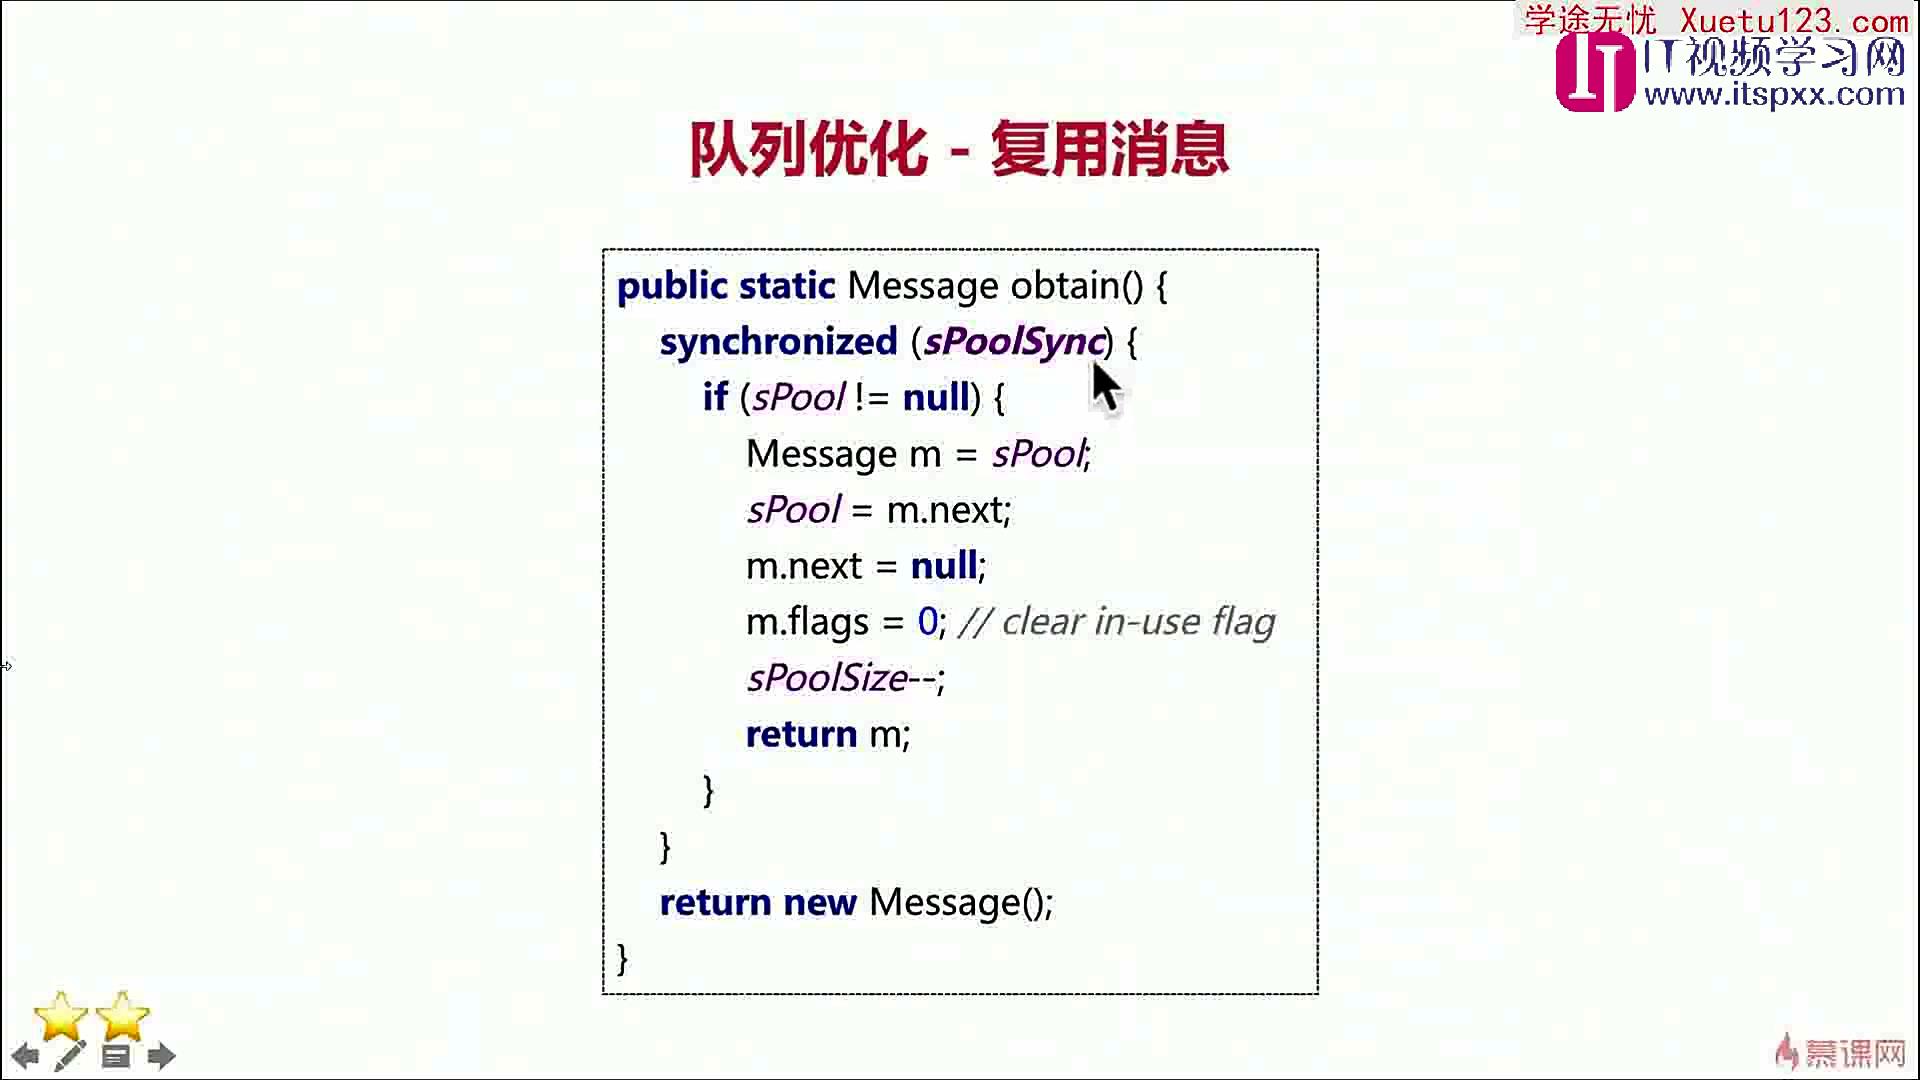 学途无忧 Xuetu123.com
IT视频学习网
www.itspxx.com
队列优化 - 复用消息
public static Message obtain() {
synchronized (sPoolSync) {
if (sPool != null) {
Message m = sPool;
sPool = m.next;
m.next = null;
m.flags = 0; // clear in-use flag
sPoolSize--;
return m;
}
}
return new Message();
}
慕课网